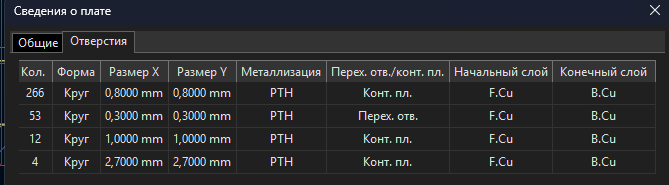 Сведения о плате
Общие Отверстия
Кол. Форма Размер X Размер Y Металлизация Перех. отв./конт. пл. Начальный слой Конечный слой
266 Круг 0,8000 mm 0,8000 mm PTH Конт. пл. F.Cu B.Cu
53 Круг 0,3000 mm 0,3000 mm PTH Перех. отв. F.Cu B.Cu
12 Круг 1,0000 mm 1,0000 mm PTH Конт. пл. F.Cu B.Cu
4 Круг 2,7000 mm 2,7000 mm PTH Конт. пл. F.Cu B.Cu